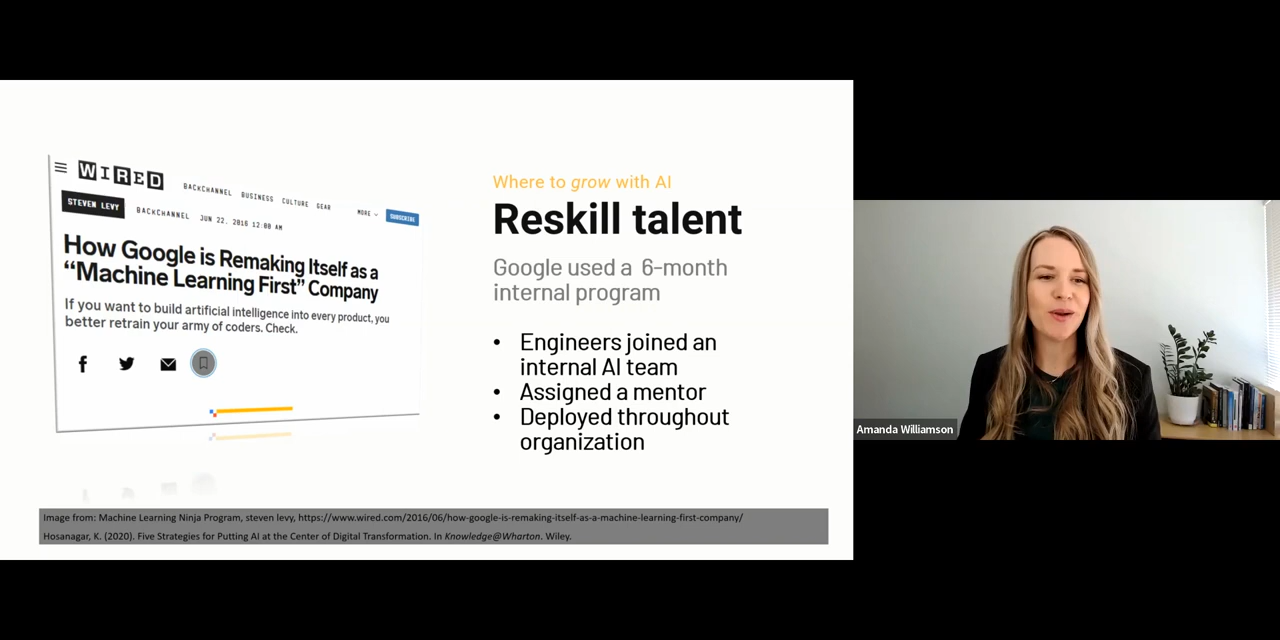 WIRED
BACKCHANNEL BUSINESS CULTURE GEAR MORE SUBSCRIBE
STEVEN LEVY BACKCHANNEL JUN 22, 2016 12:00 AM
How Google is Remaking Itself as a
“Machine Learning First” Company
If you want to build artificial intelligence into every product, you
better retrain your army of coders. Check.
Where to grow with AI
Reskill talent
Google used a 6-month
internal program
• Engineers joined an
internal AI team
• Assigned a mentor
• Deployed throughout
organization
Image from: Machine Learning Ninja Program, steven levy, https://www.wired.com/2016/06/how-google-is-remaking-itself-as-a-machine-learning-first-company/
Hosanagar, K. (2020). Five Strategies for Putting AI at the Center of Digital Transformation. In Knowledge@Wharton. Wiley.
Amanda Williamson